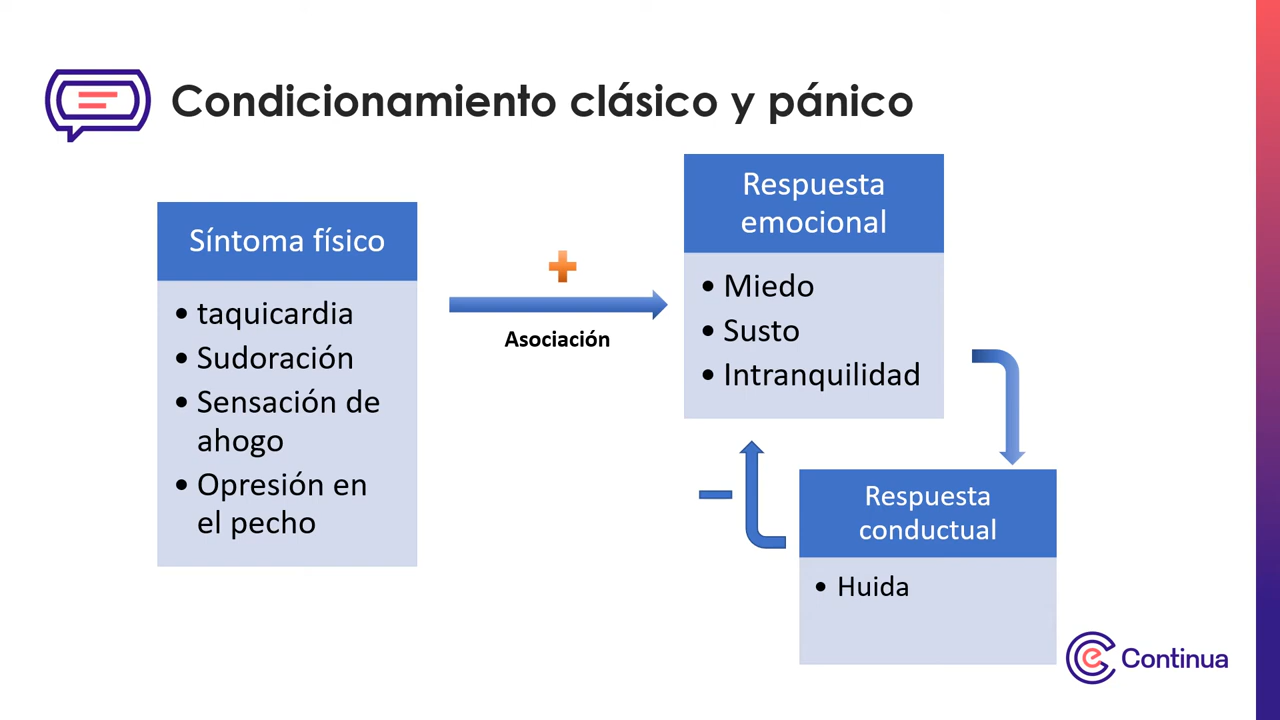 Condicionamiento clásico y pánico
Síntoma físico
• taquicardia
• Sudoración
• Sensación de
ahogo
• Opresión en
el pecho
Asociación
Respuesta
emocional
• Miedo
• Susto
• Intranquilidad
Respuesta
conductual
• Huida
Continua